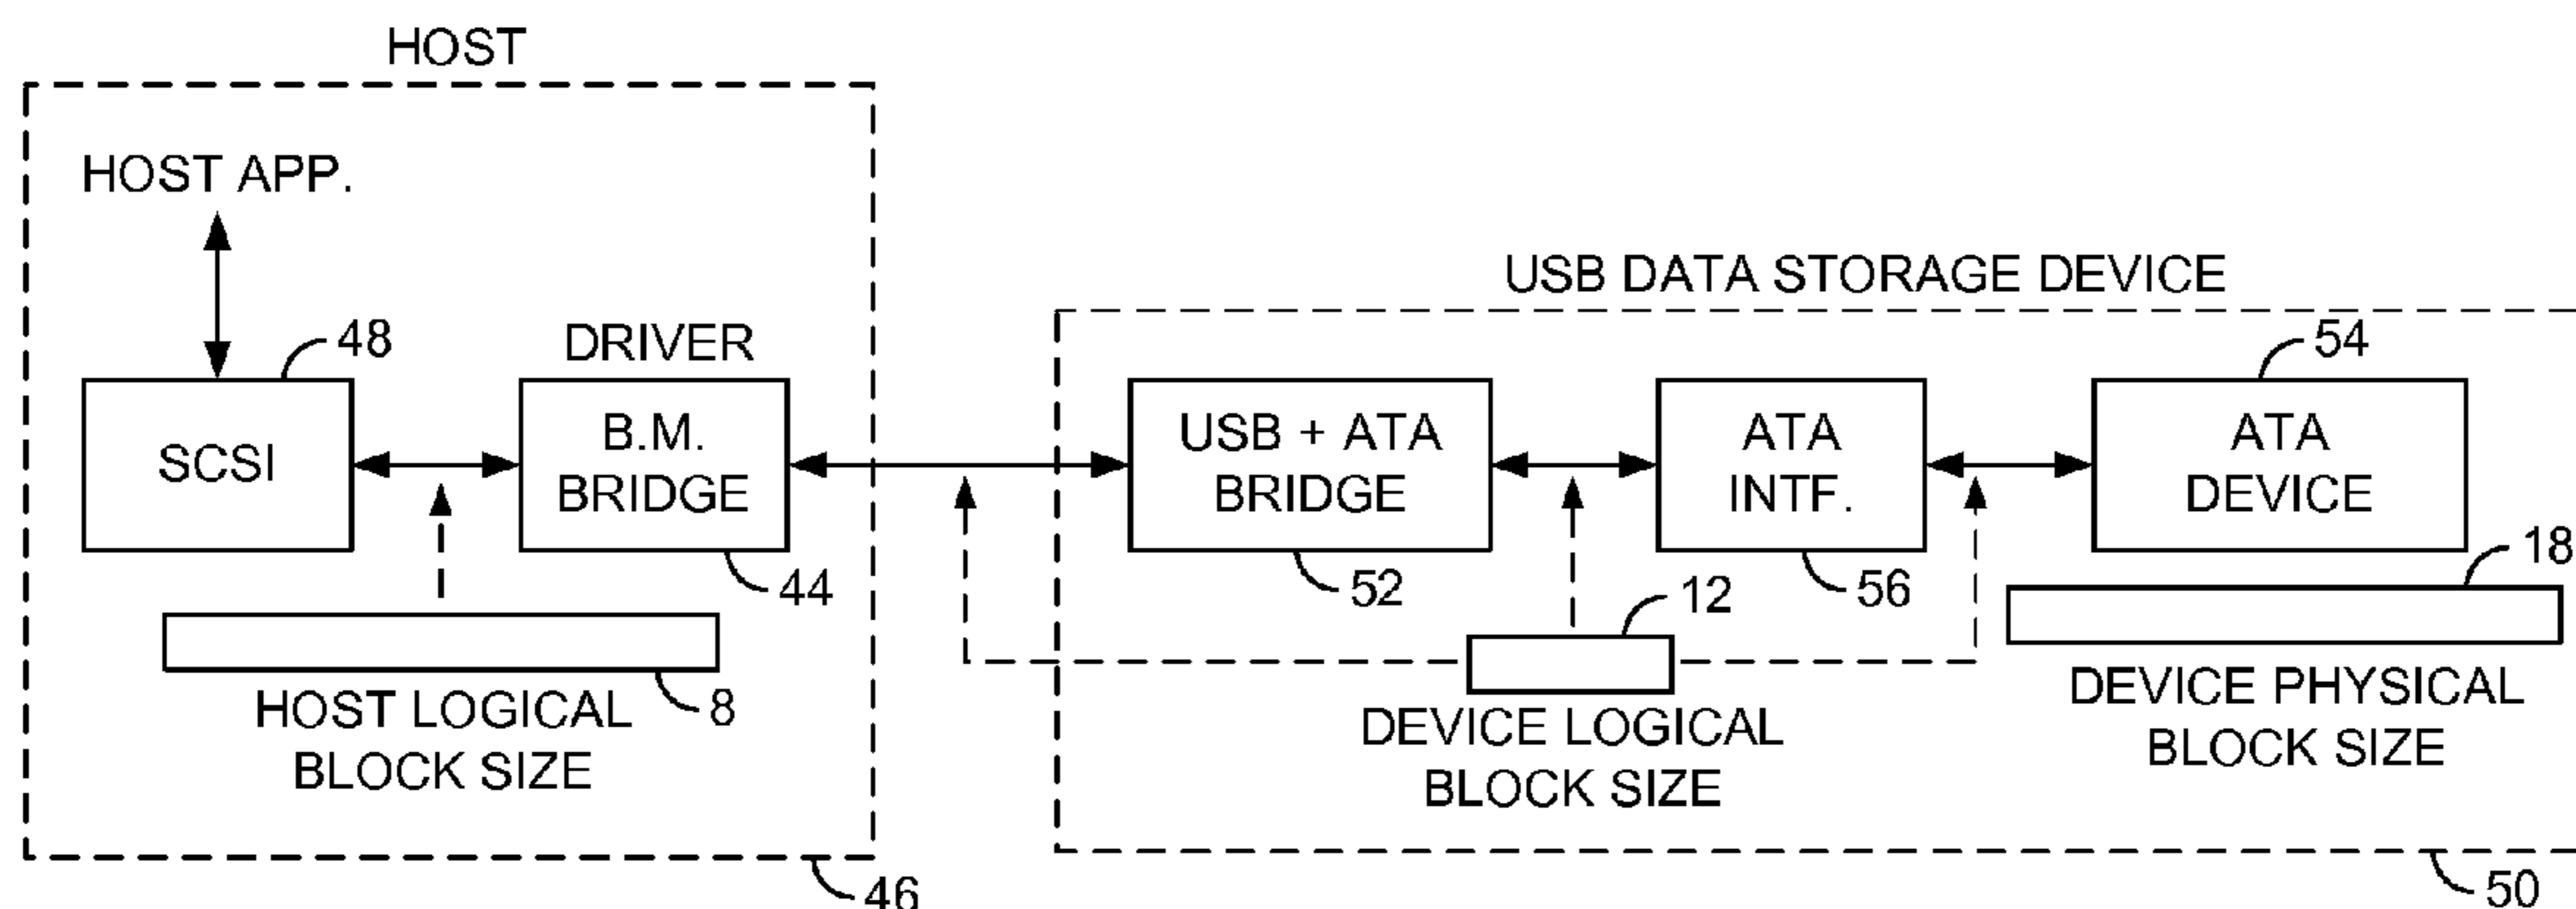 HOST
HOST APP.
48
DRIVER
SCSI
B.M.
BRIDGE
44
HOST LOGICAL
BLOCK SIZE
8
46
USB DATA STORAGE DEVICE
54
USB + ATA
BRIDGE
52
ATA
INTF.
56
ATA
DEVICE
18
12
DEVICE LOGICAL
BLOCK SIZE
DEVICE PHYSICAL
BLOCK SIZE
50